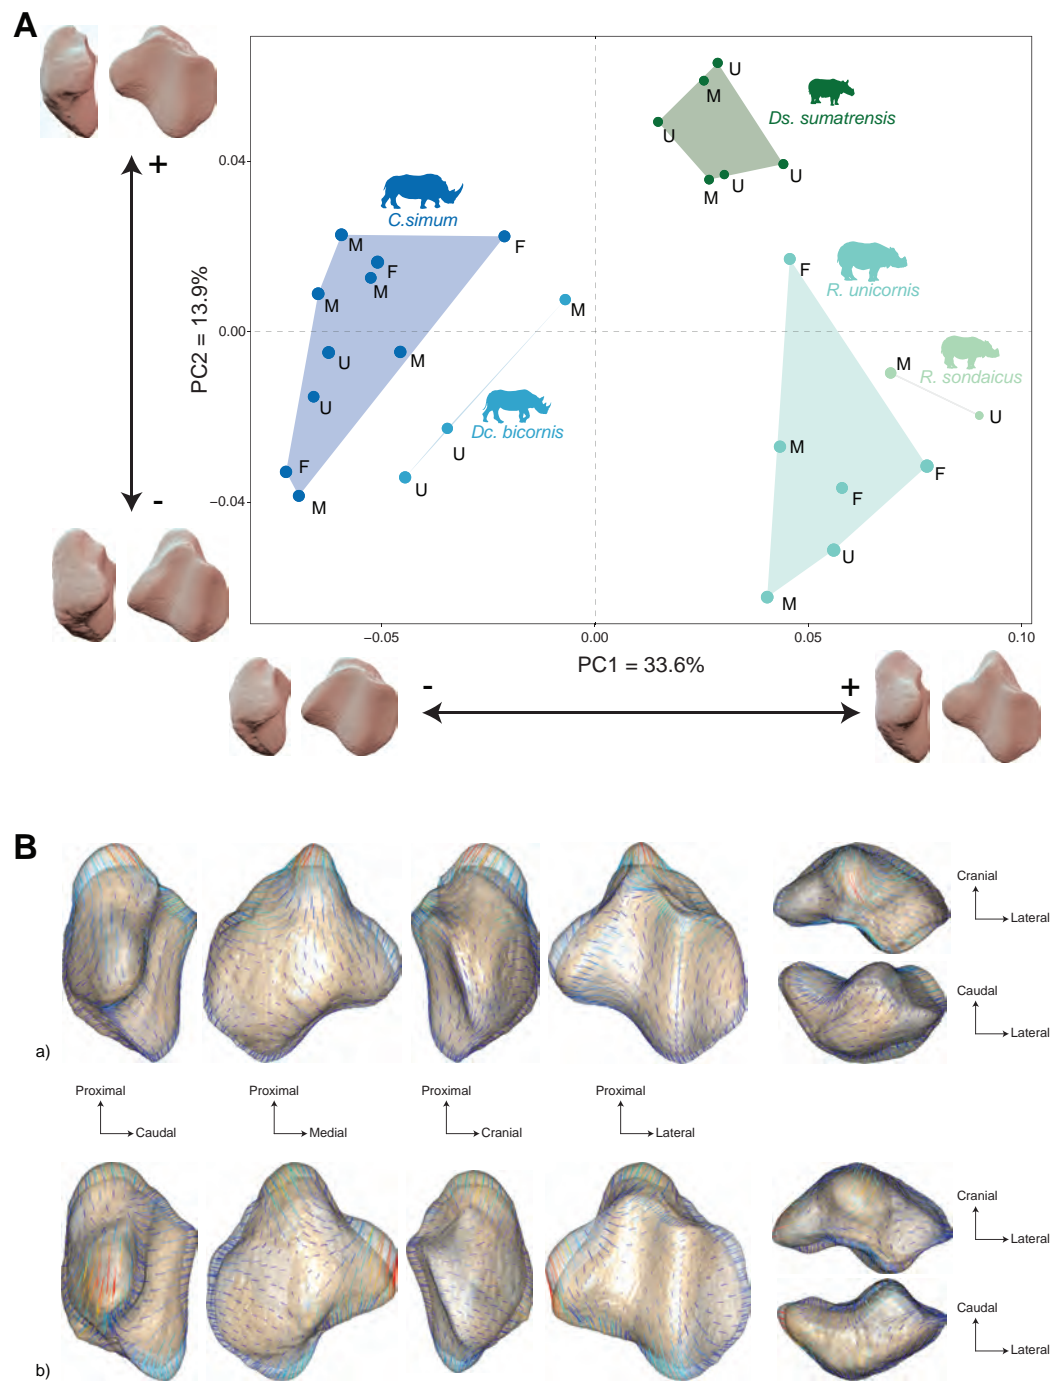 A
+
-
PC2 = 13.9%
0.04
0.00
−0.04
U
M
U
Ds. sumatrensis
M
U
U
C.simum
M
F
F
M
M
M
U
M
U
F
M
M
Dc. bicornis
U
U
F
R. unicornis
M
R. sondaicus
U
M
F
F
U
M
−0.05
0.00
0.05
0.10
PC1 = 33.6%
-
+
B
Cranial
Lateral
Caudal
Lateral
a)
Proximal
Caudal
Proximal
Medial
Proximal
Cranial
Proximal
Lateral
Cranial
Lateral
Caudal
Lateral
b)